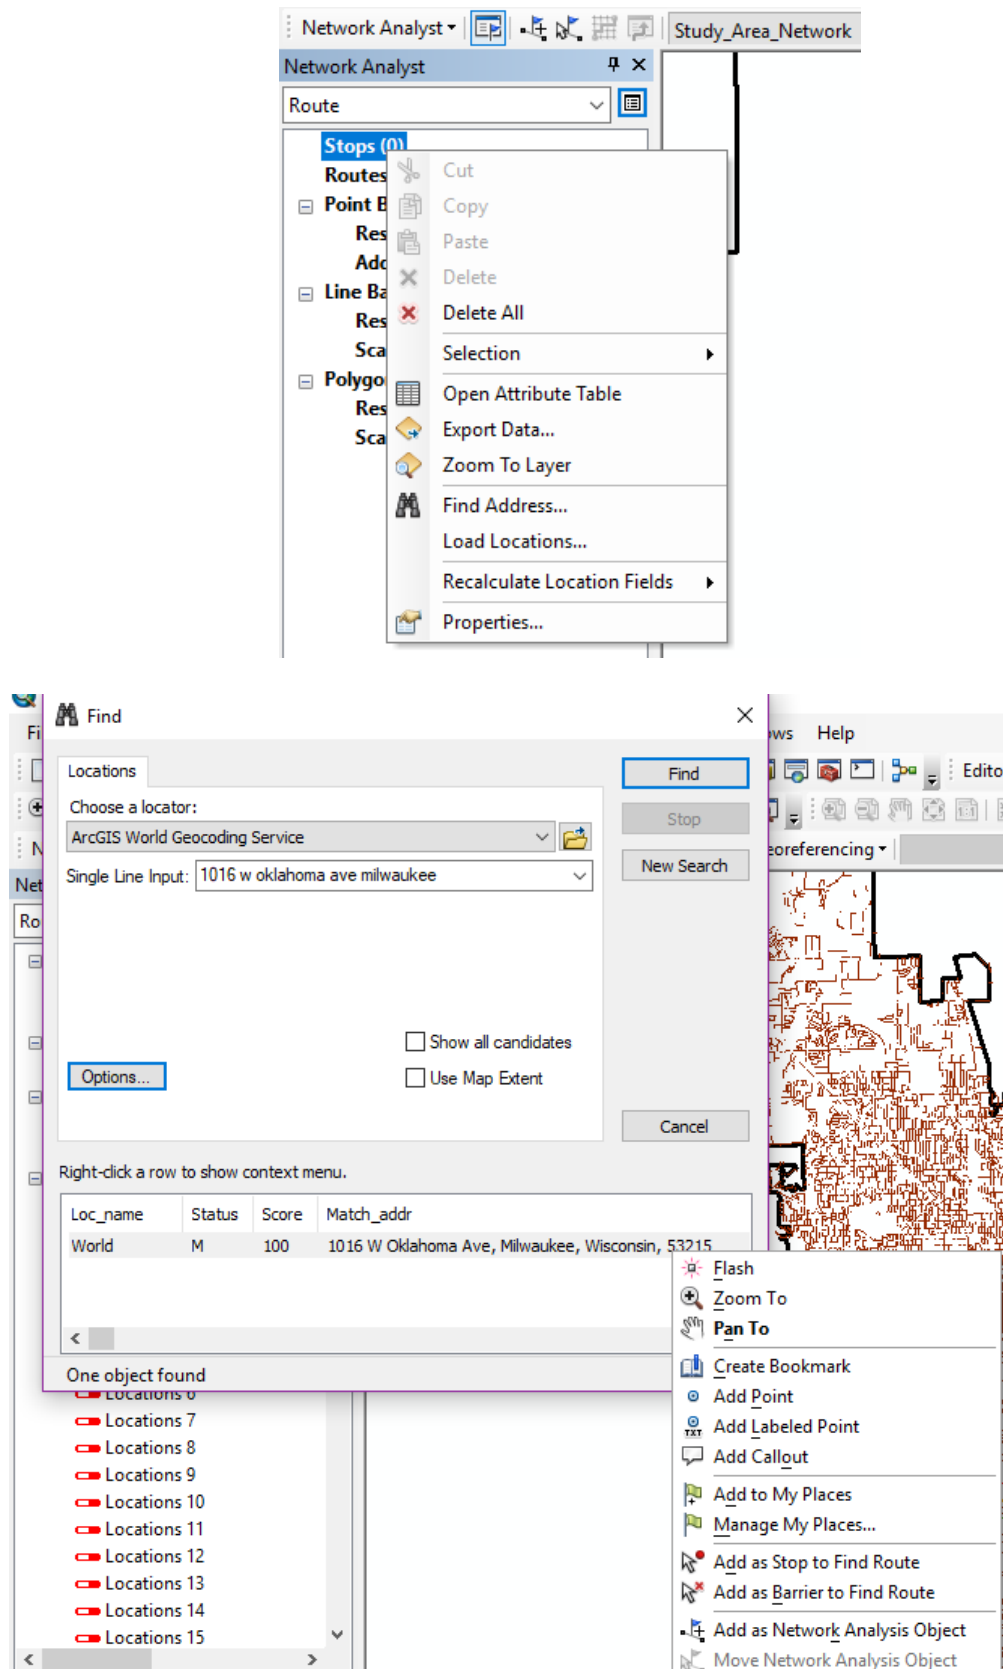 Network Analyst
Study_Area_Network
Network Analyst
Route
Stops (0)
Routes
Point B
Res
Add
Line Ba
Res
Sca
Polygo
Res
Sca
Cut
Copy
Paste
Delete
Delete All
Selection
Open Attribute Table
Export Data...
Zoom To Layer
Find Address...
Load Locations...
Recalculate Location Fields
Properties...
Find
Fi
ows Help
Locations
Find
Edito
Choose a locator:
ArcGIS World Geocoding Service
Stop
N
eoreferencing
Single Line Input: 1016 w oklahoma ave milwaukee
New Search
Net
Ro
Show all candidates
Options...
Use Map Extent
Cancel
Right-click a row to show context menu.
Loc_name Status Score Match_addr
World M 100 1016 W Oklahoma Ave, Milwaukee, Wisconsin, 53215
One object found
Flash
Zoom To
Pan To
Create Bookmark
Add Point
TXT Add Labeled Point
Add Callout
Add to My Places
Manage My Places...
Add as Stop to Find Route
Add as Barrier to Find Route
Add as Network Analysis Object
Move Network Analysis Object
Locations 6
Locations 7
Locations 8
Locations 9
Locations 10
Locations 11
Locations 12
Locations 13
Locations 14
Locations 15